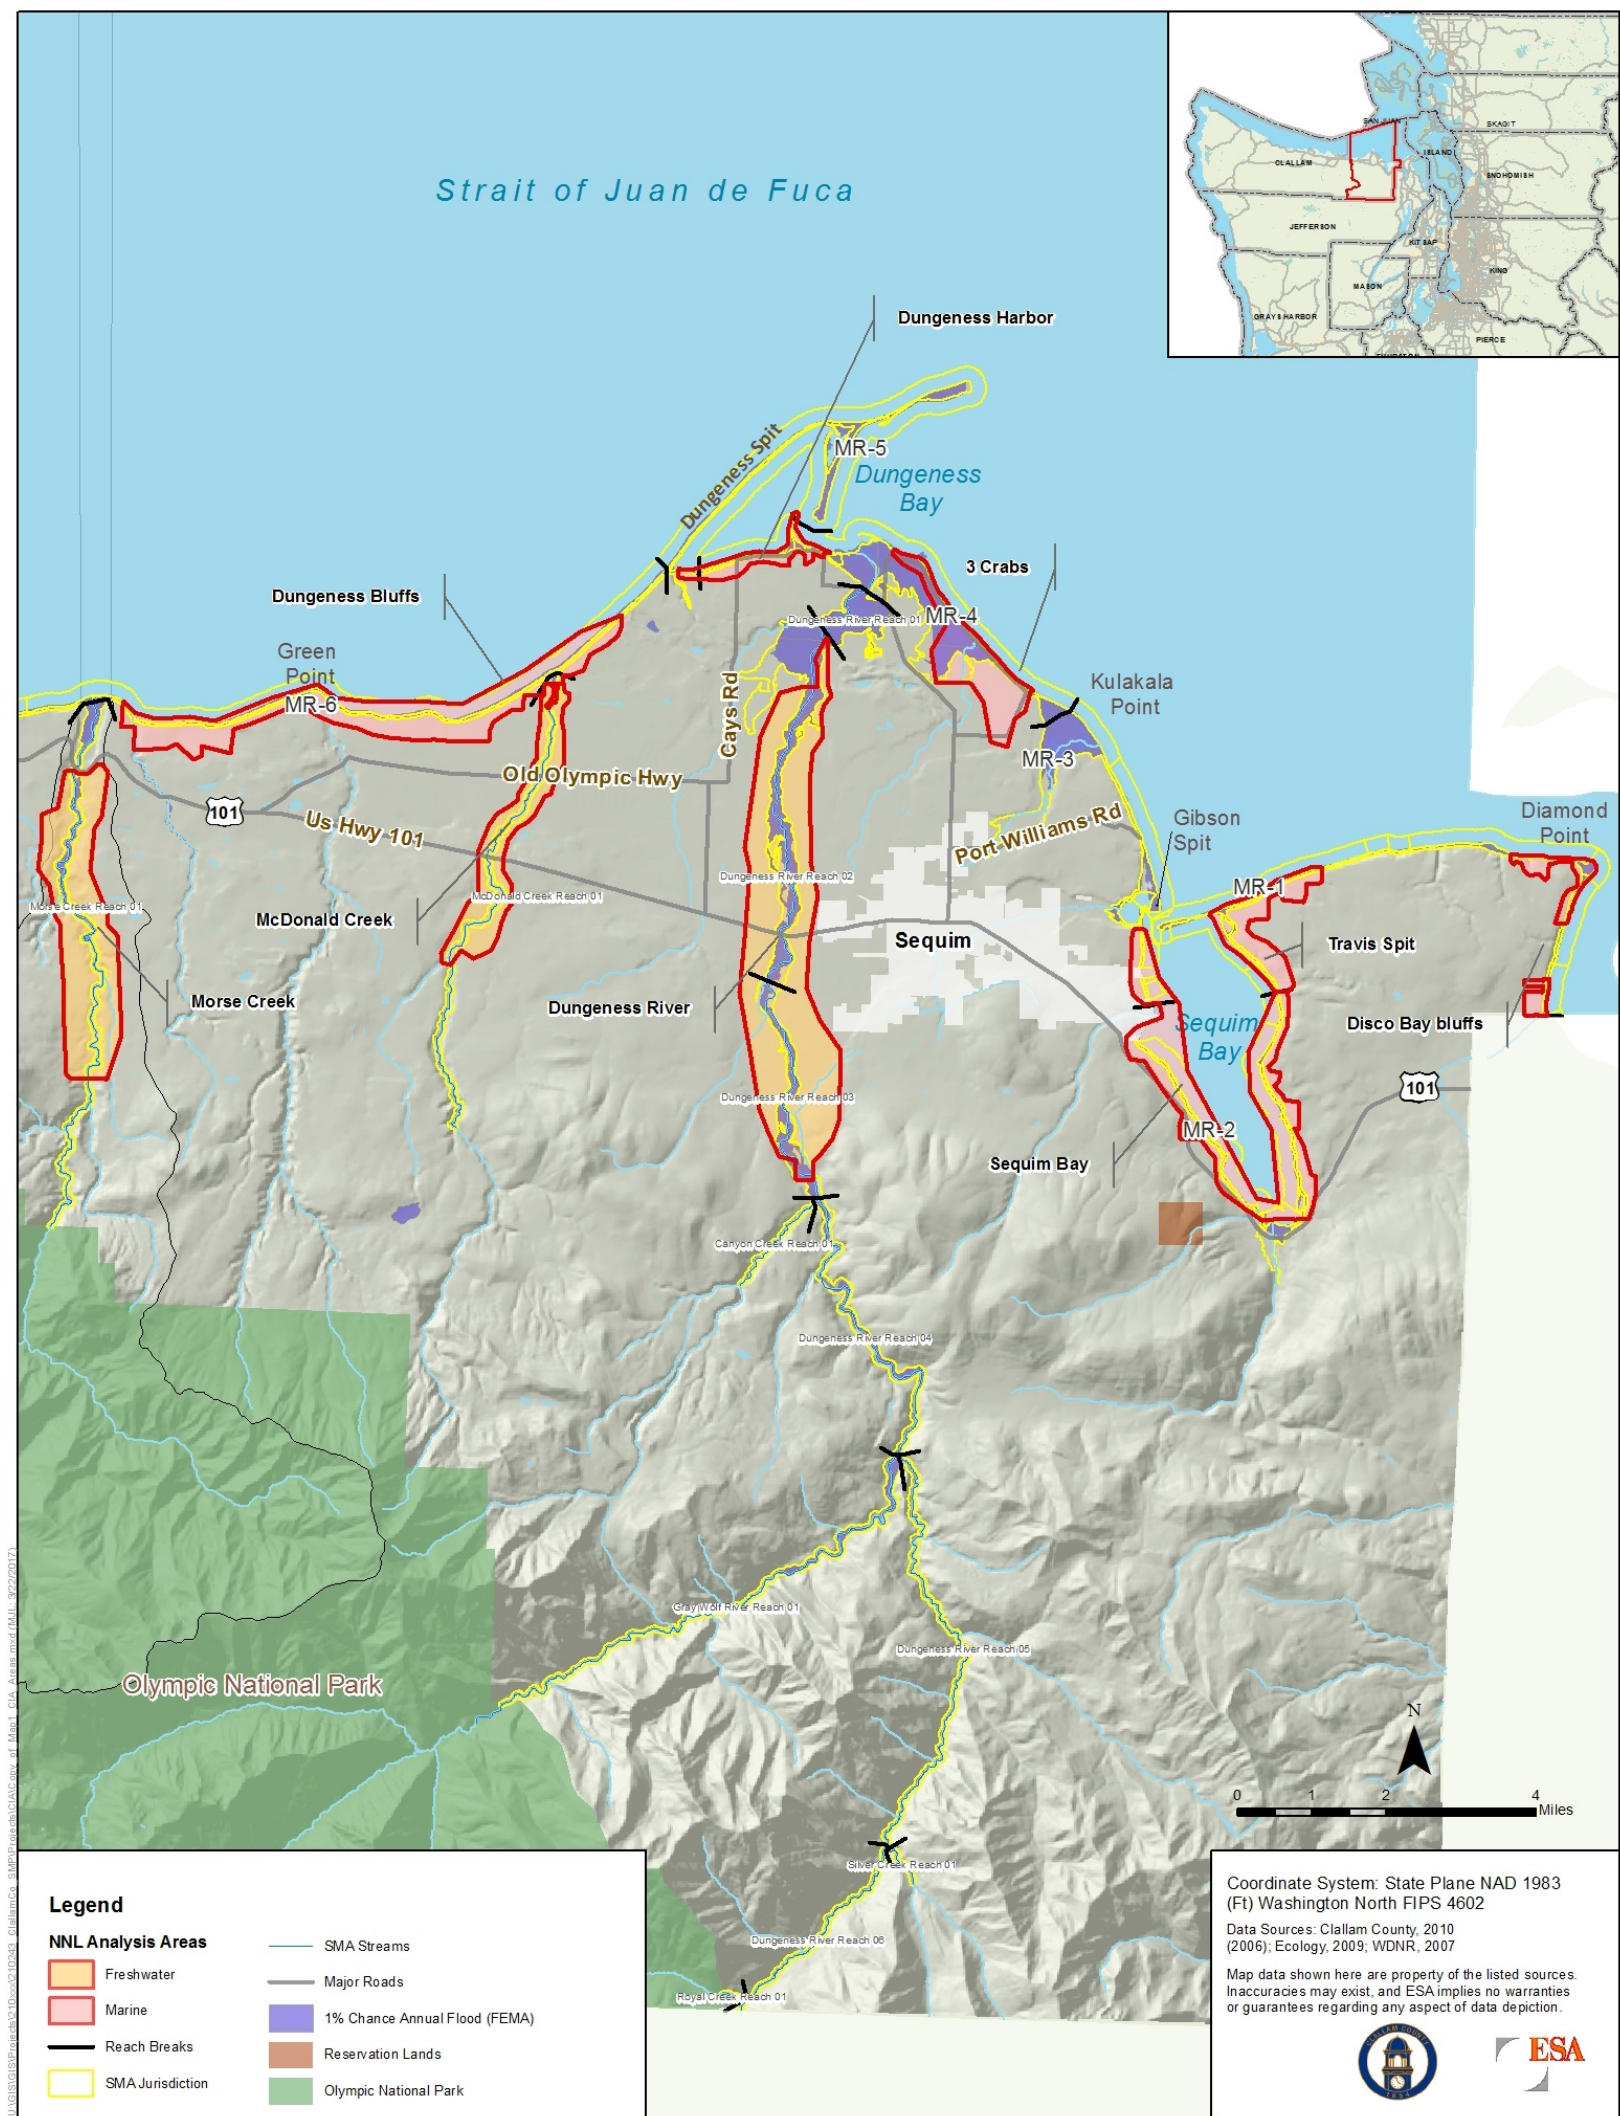 Strait of Juan de Fuca
SAN JUAN
SKAGIT
ISLAND
CLALLAM
SNOHOMISH
JEFFERSON
KITSAP
KING
MASON
GRAYS HARBOR
PIERCE
Dungeness Harbor
Dungeness Spit
MR-5
Dungeness
Bay
3 Crabs
Dungeness Bluffs
Dungeness River Reach 01
MR-4
Green
Point
MR-6
Kulakala
Point
Cays Rd
MR-3
Old Olympic Hwy
101
Us Hwy 101
Port Williams Rd
Gibson
Spit
Diamond
Point
Dungeness River Reach 02
MR-1
McDonald Creek Reach 01
Morse Creek Reach 01
McDonald Creek
Sequim
Travis Spit
Morse Creek
Dungeness River
Sequim
Bay
Disco Bay bluffs
101
Dungeness River Reach 03
MR-2
Sequim Bay
Canyon Creek Reach 01
Dungeness River Reach 04
Gray Wolf River Reach 01
Dungeness River Reach 05
Olympic National Park
N
0 1 2 4
Miles
Silver Creek Reach 01
Dungeness River Reach 06
Royal Creek Reach 01
Legend
NNL Analysis Areas
Freshwater
Marine
Reach Breaks
SMA Jurisdiction
SMA Streams
Major Roads
1% Chance Annual Flood (FEMA)
Reservation Lands
Olympic National Park
Coordinate System: State Plane NAD 1983
(Ft) Washington North FIPS 4602
Data Sources: Clallam County, 2010
(2006); Ecology, 2009; WDNR, 2007
Map data shown here are property of the listed sources.
Inaccuracies may exist, and ESA implies no warranties
or guarantees regarding any aspect of data depiction.
CLALLAM COUNTY
1854
ESA